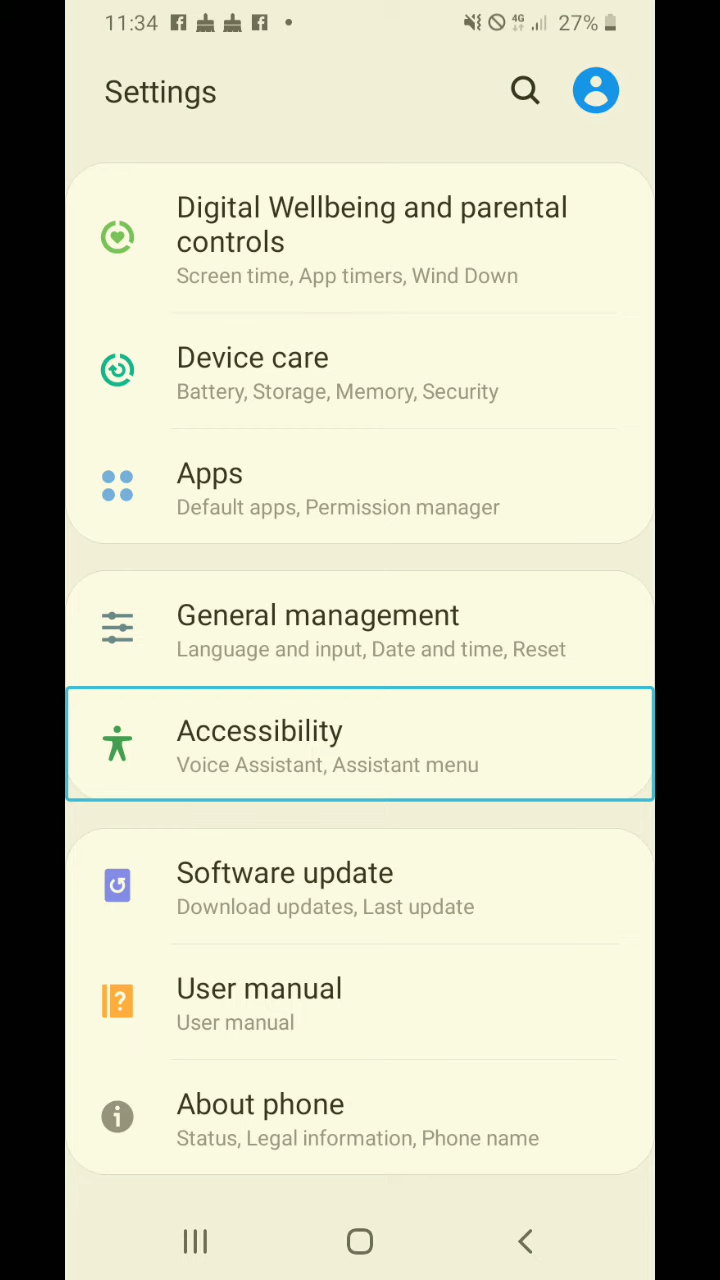 11:34 4G 27%
Settings
Digital Wellbeing and parental
controls
Screen time, App timers, Wind Down
Device care
Battery, Storage, Memory, Security
Apps
Default apps, Permission manager
General management
Language and input, Date and time, Reset
Accessibility
Voice Assistant, Assistant menu
Software update
Download updates, Last update
User manual
User manual
About phone
Status, Legal information, Phone name